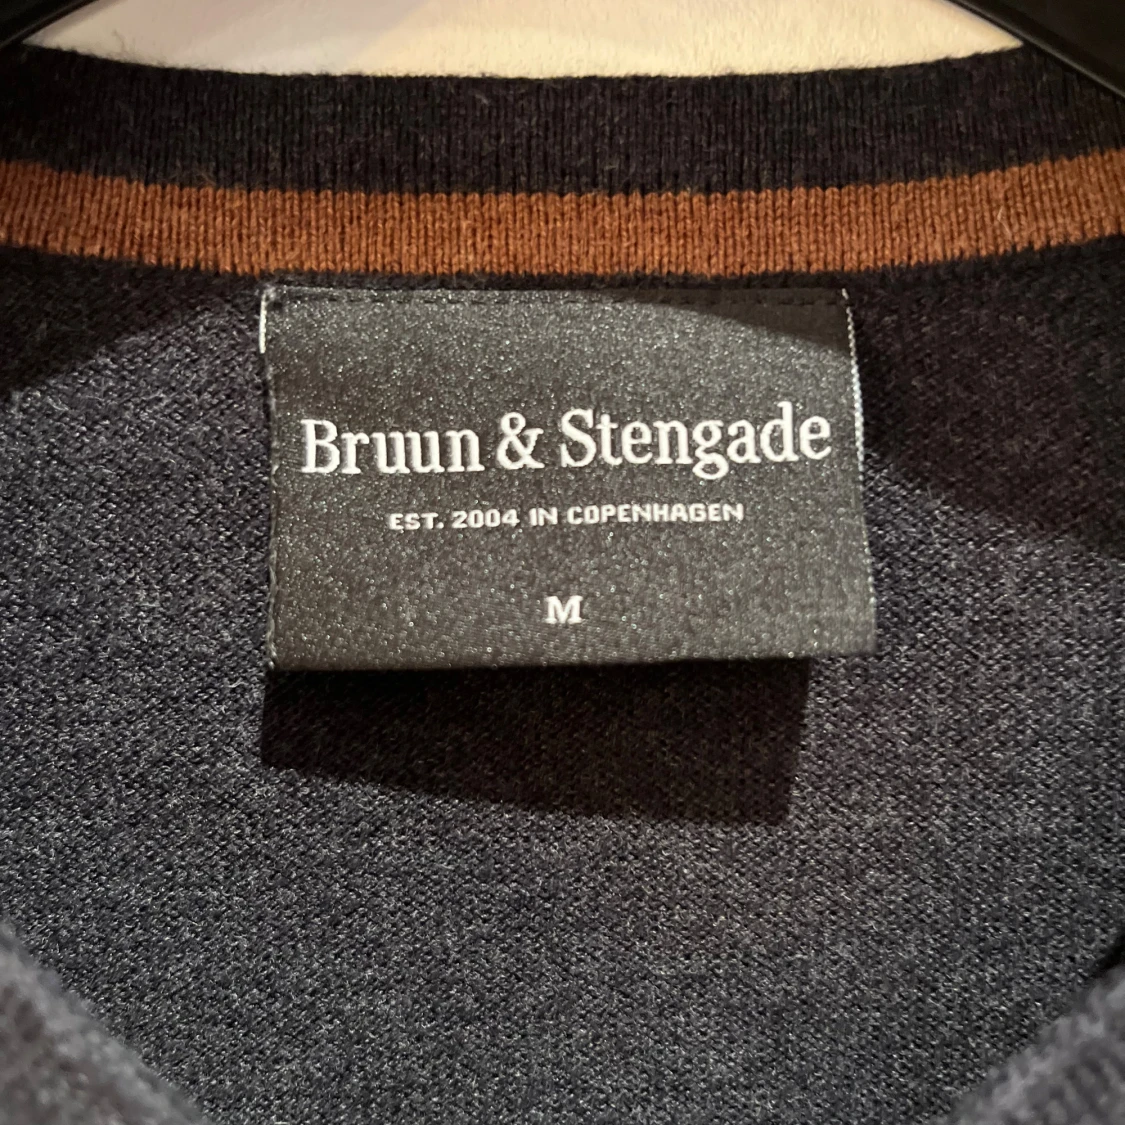 Bruun & Stengade
EST. 2004 IN COPENHAGEN
M